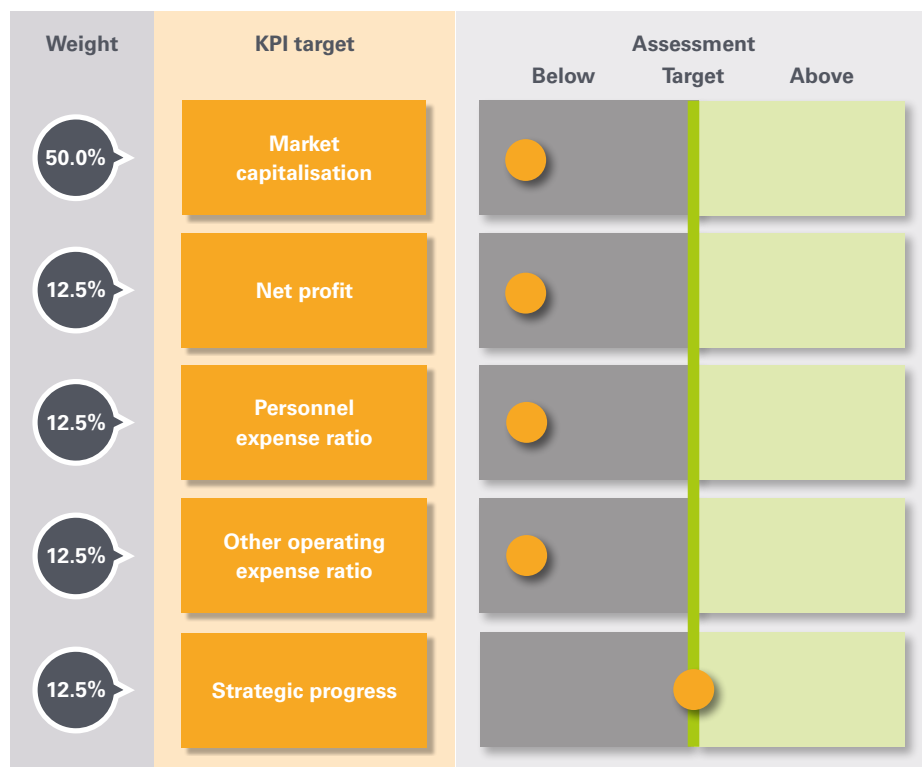 Weight
KPI target
Assessment
Below
Target
Above
50.0%
Market
capitalisation
12.5%
Net profit
12.5%
Personnel
expense ratio
12.5%
Other operating
expense ratio
12.5%
Strategic progress